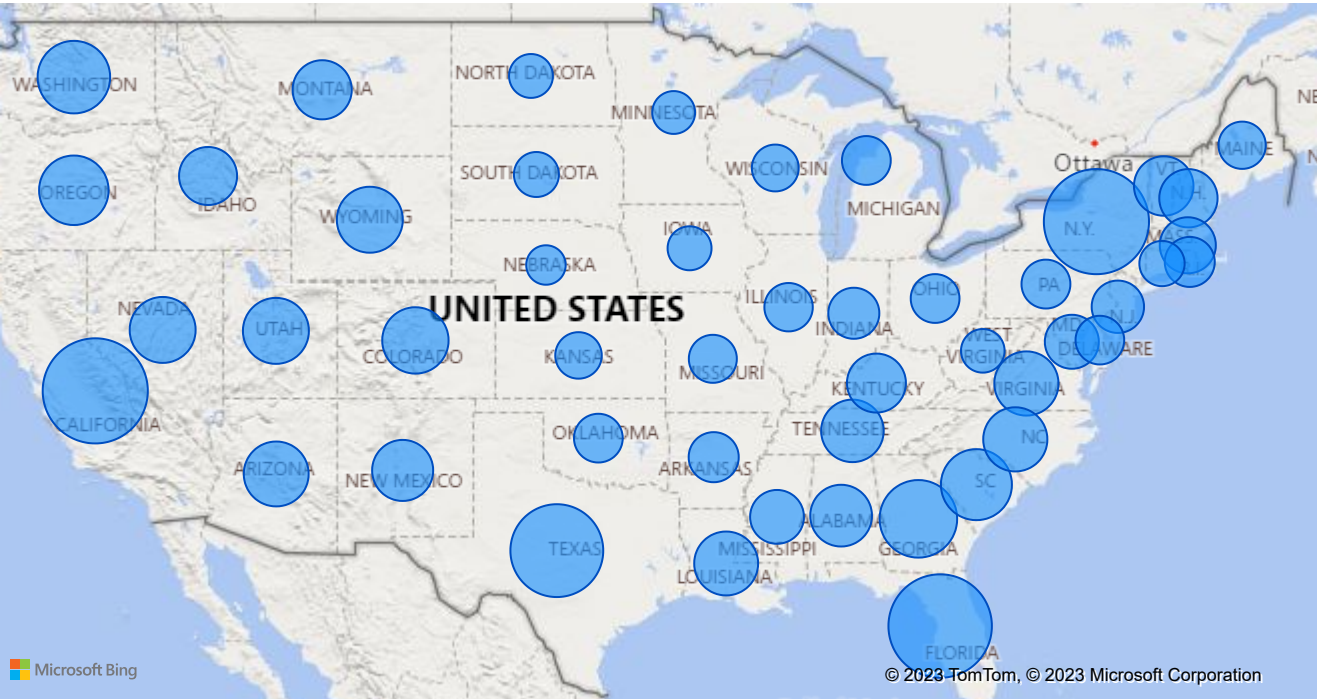 WASHINGTON
MONTANA
NORTH DAKOTA
MINNESOTA
OREGON
IDAHO
WYOMING
SOUTH DAKOTA
WISCONSIN
MICHIGAN
Ottawa
VT.
N.H.
MAINE
NE
N
N.Y.
MASS.
IOWA
NEBRASKA
NEVADA
UTAH
COLORADO
UNITED STATES
ILLINOIS
INDIANA
OHIO
PA
N.J.
MD
DELAWARE
WEST
VIRGINIA
KANSAS
MISSOURI
KENTUCKY
VIRGINIA
CALIFORNIA
ARIZONA
NEW MEXICO
OKLAHOMA
ARKANSAS
TENNESSEE
NC
SC
TEXAS
MISSISSIPPI
ALABAMA
GEORGIA
LOUISIANA
FLORIDA
Microsoft Bing
© 2023 TomTom, © 2023 Microsoft Corporation